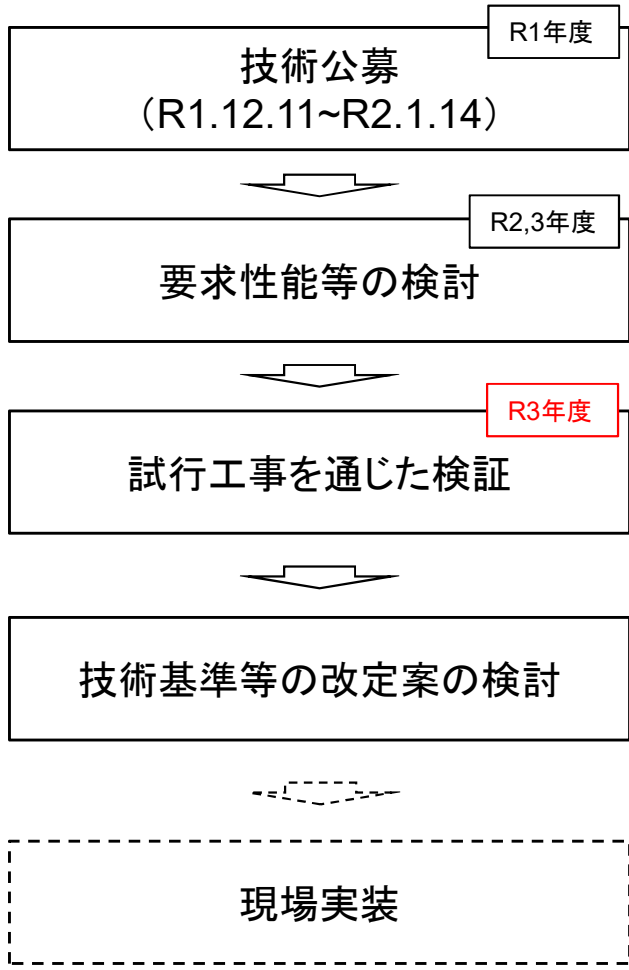 R1年度
技術公募
（R1.12.11~R2.1.14）
R2,3年度
要求性能等の検討
R3年度
試行工事を通じた検証
技術基準等の改定案の検討
現場実装